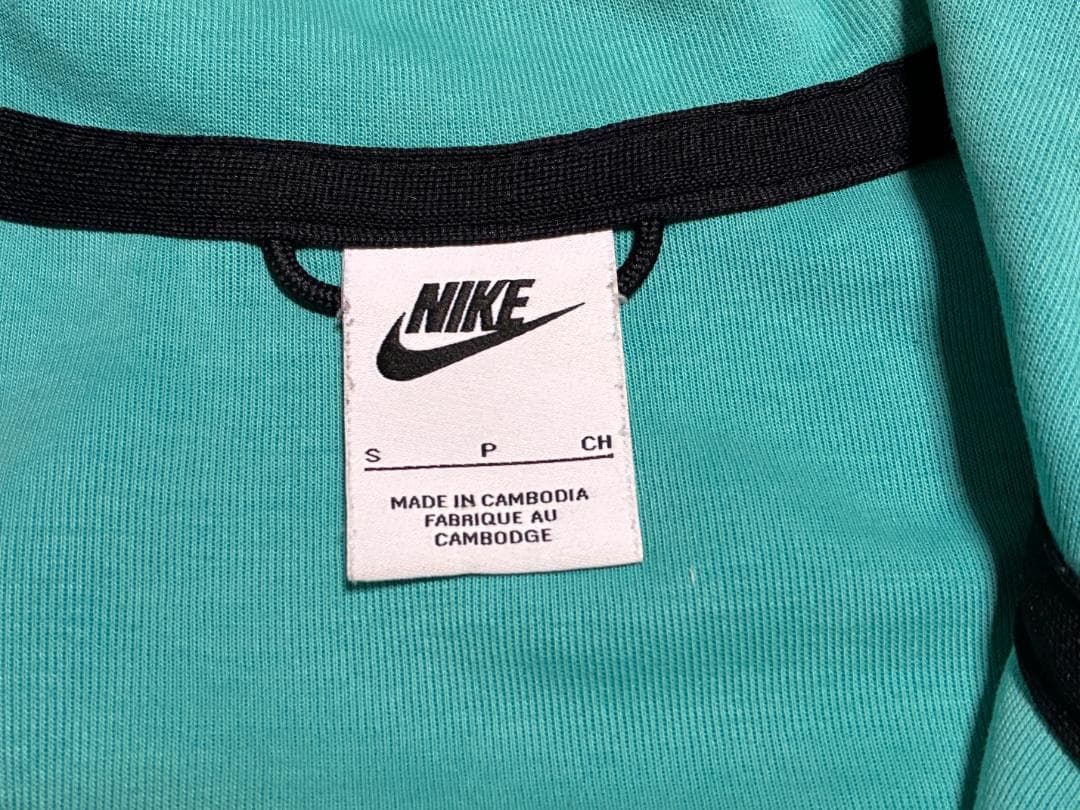 NIKE
S P CH
MADE IN CAMBODIA
FABRIQUE AU
CAMBODGE